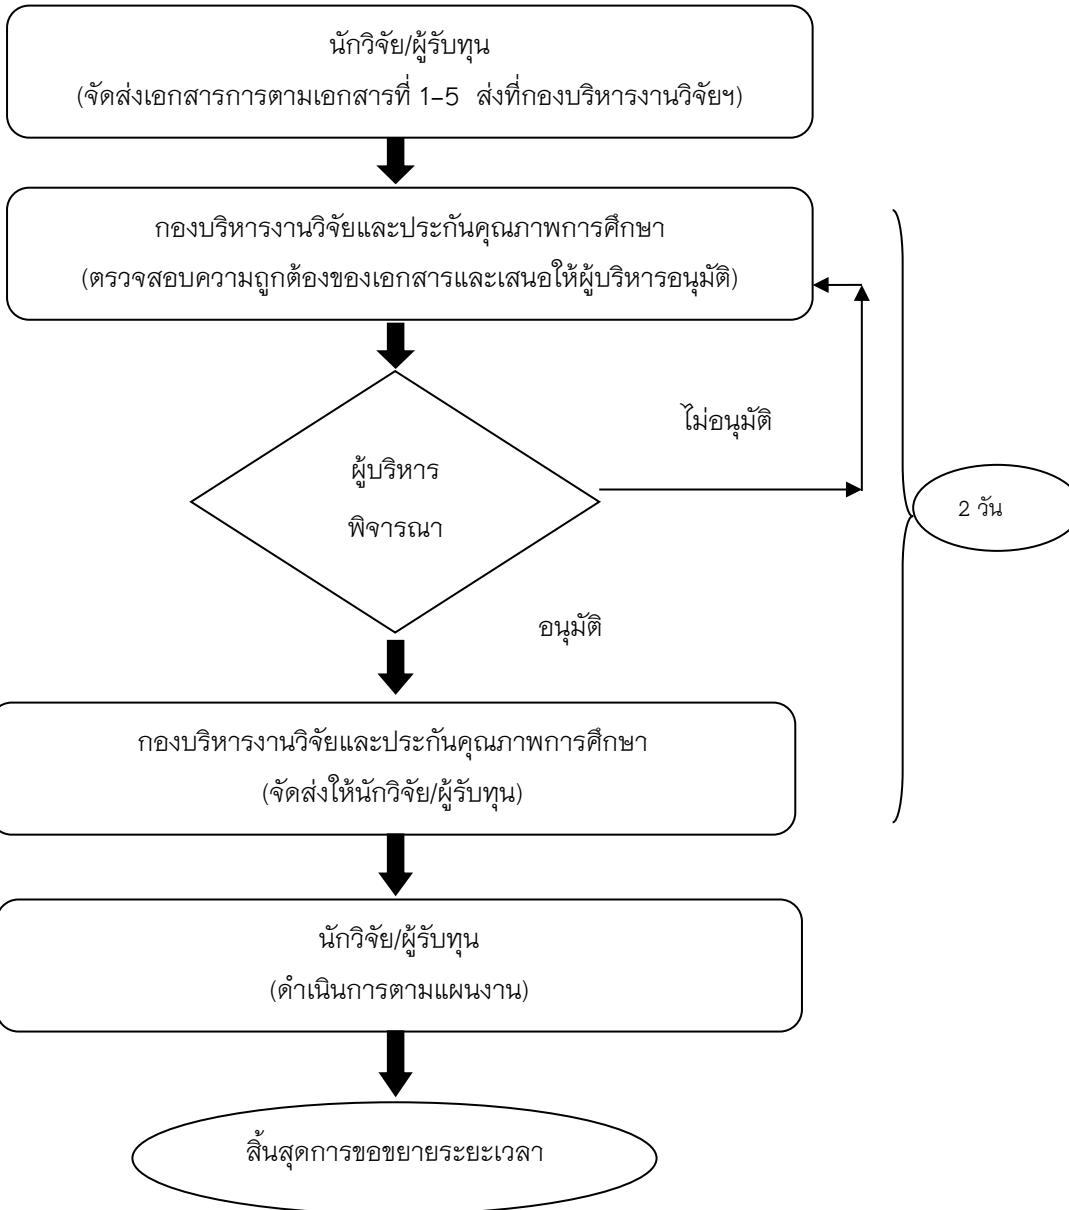 นักวิจัย/ผู้รับทุน
(จัดส่งเอกสารการตามเอกสารที่ 1-5 ส่งที่กองบริหารงานวิจัยฯ)
กองบริหารงานวิจัยและประกันคุณภาพการศึกษา
(ตรวจสอบความถูกต้องของเอกสารและเสนอให้ผู้บริหารอนุมัติ)
ไม่อนุมัติ
ผู้บริหาร
พิจารณา
2 วัน
อนุมัติ
กองบริหารงานวิจัยและประกันคุณภาพการศึกษา
(จัดส่งให้นักวิจัย/ผู้รับทุน)
นักวิจัย/ผู้รับทุน
(ดำเนินการตามแผนงาน)
สิ้นสุดการขอขยายระยะเวลา